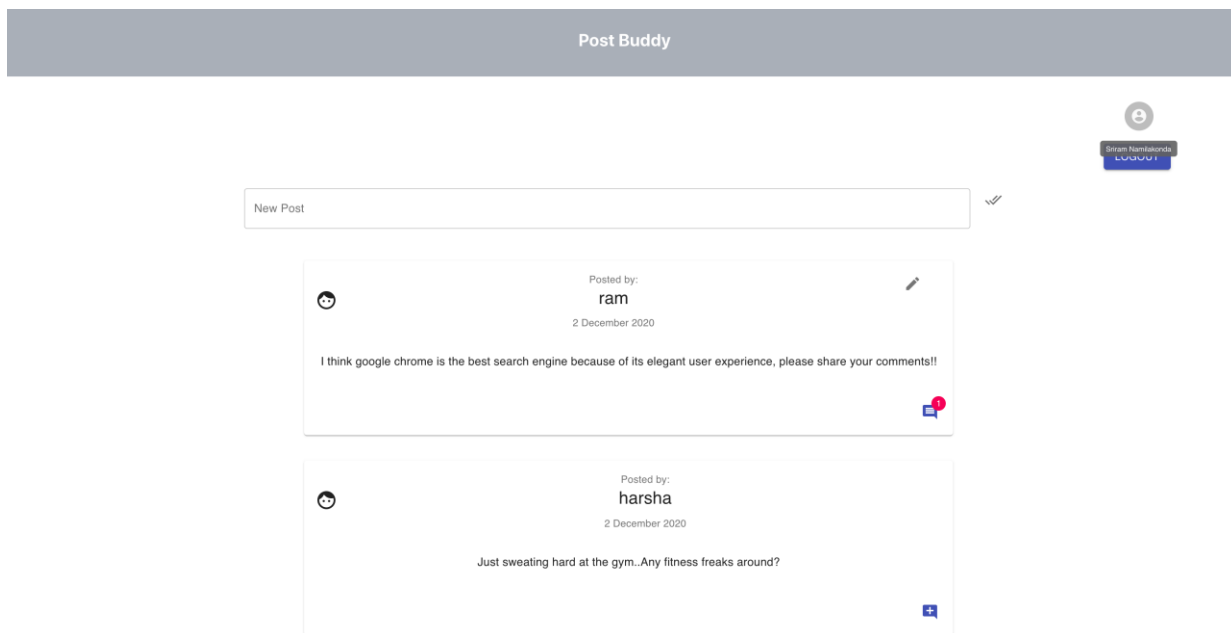 Post Buddy
Sriram Namilakonda
LOGOUT
New Post
Posted by:
ram
2 December 2020
I think google chrome is the best search engine because of its elegant user experience, please share your comments!!
1
Posted by:
harsha
2 December 2020
Just sweating hard at the gym..Any fitness freaks around?